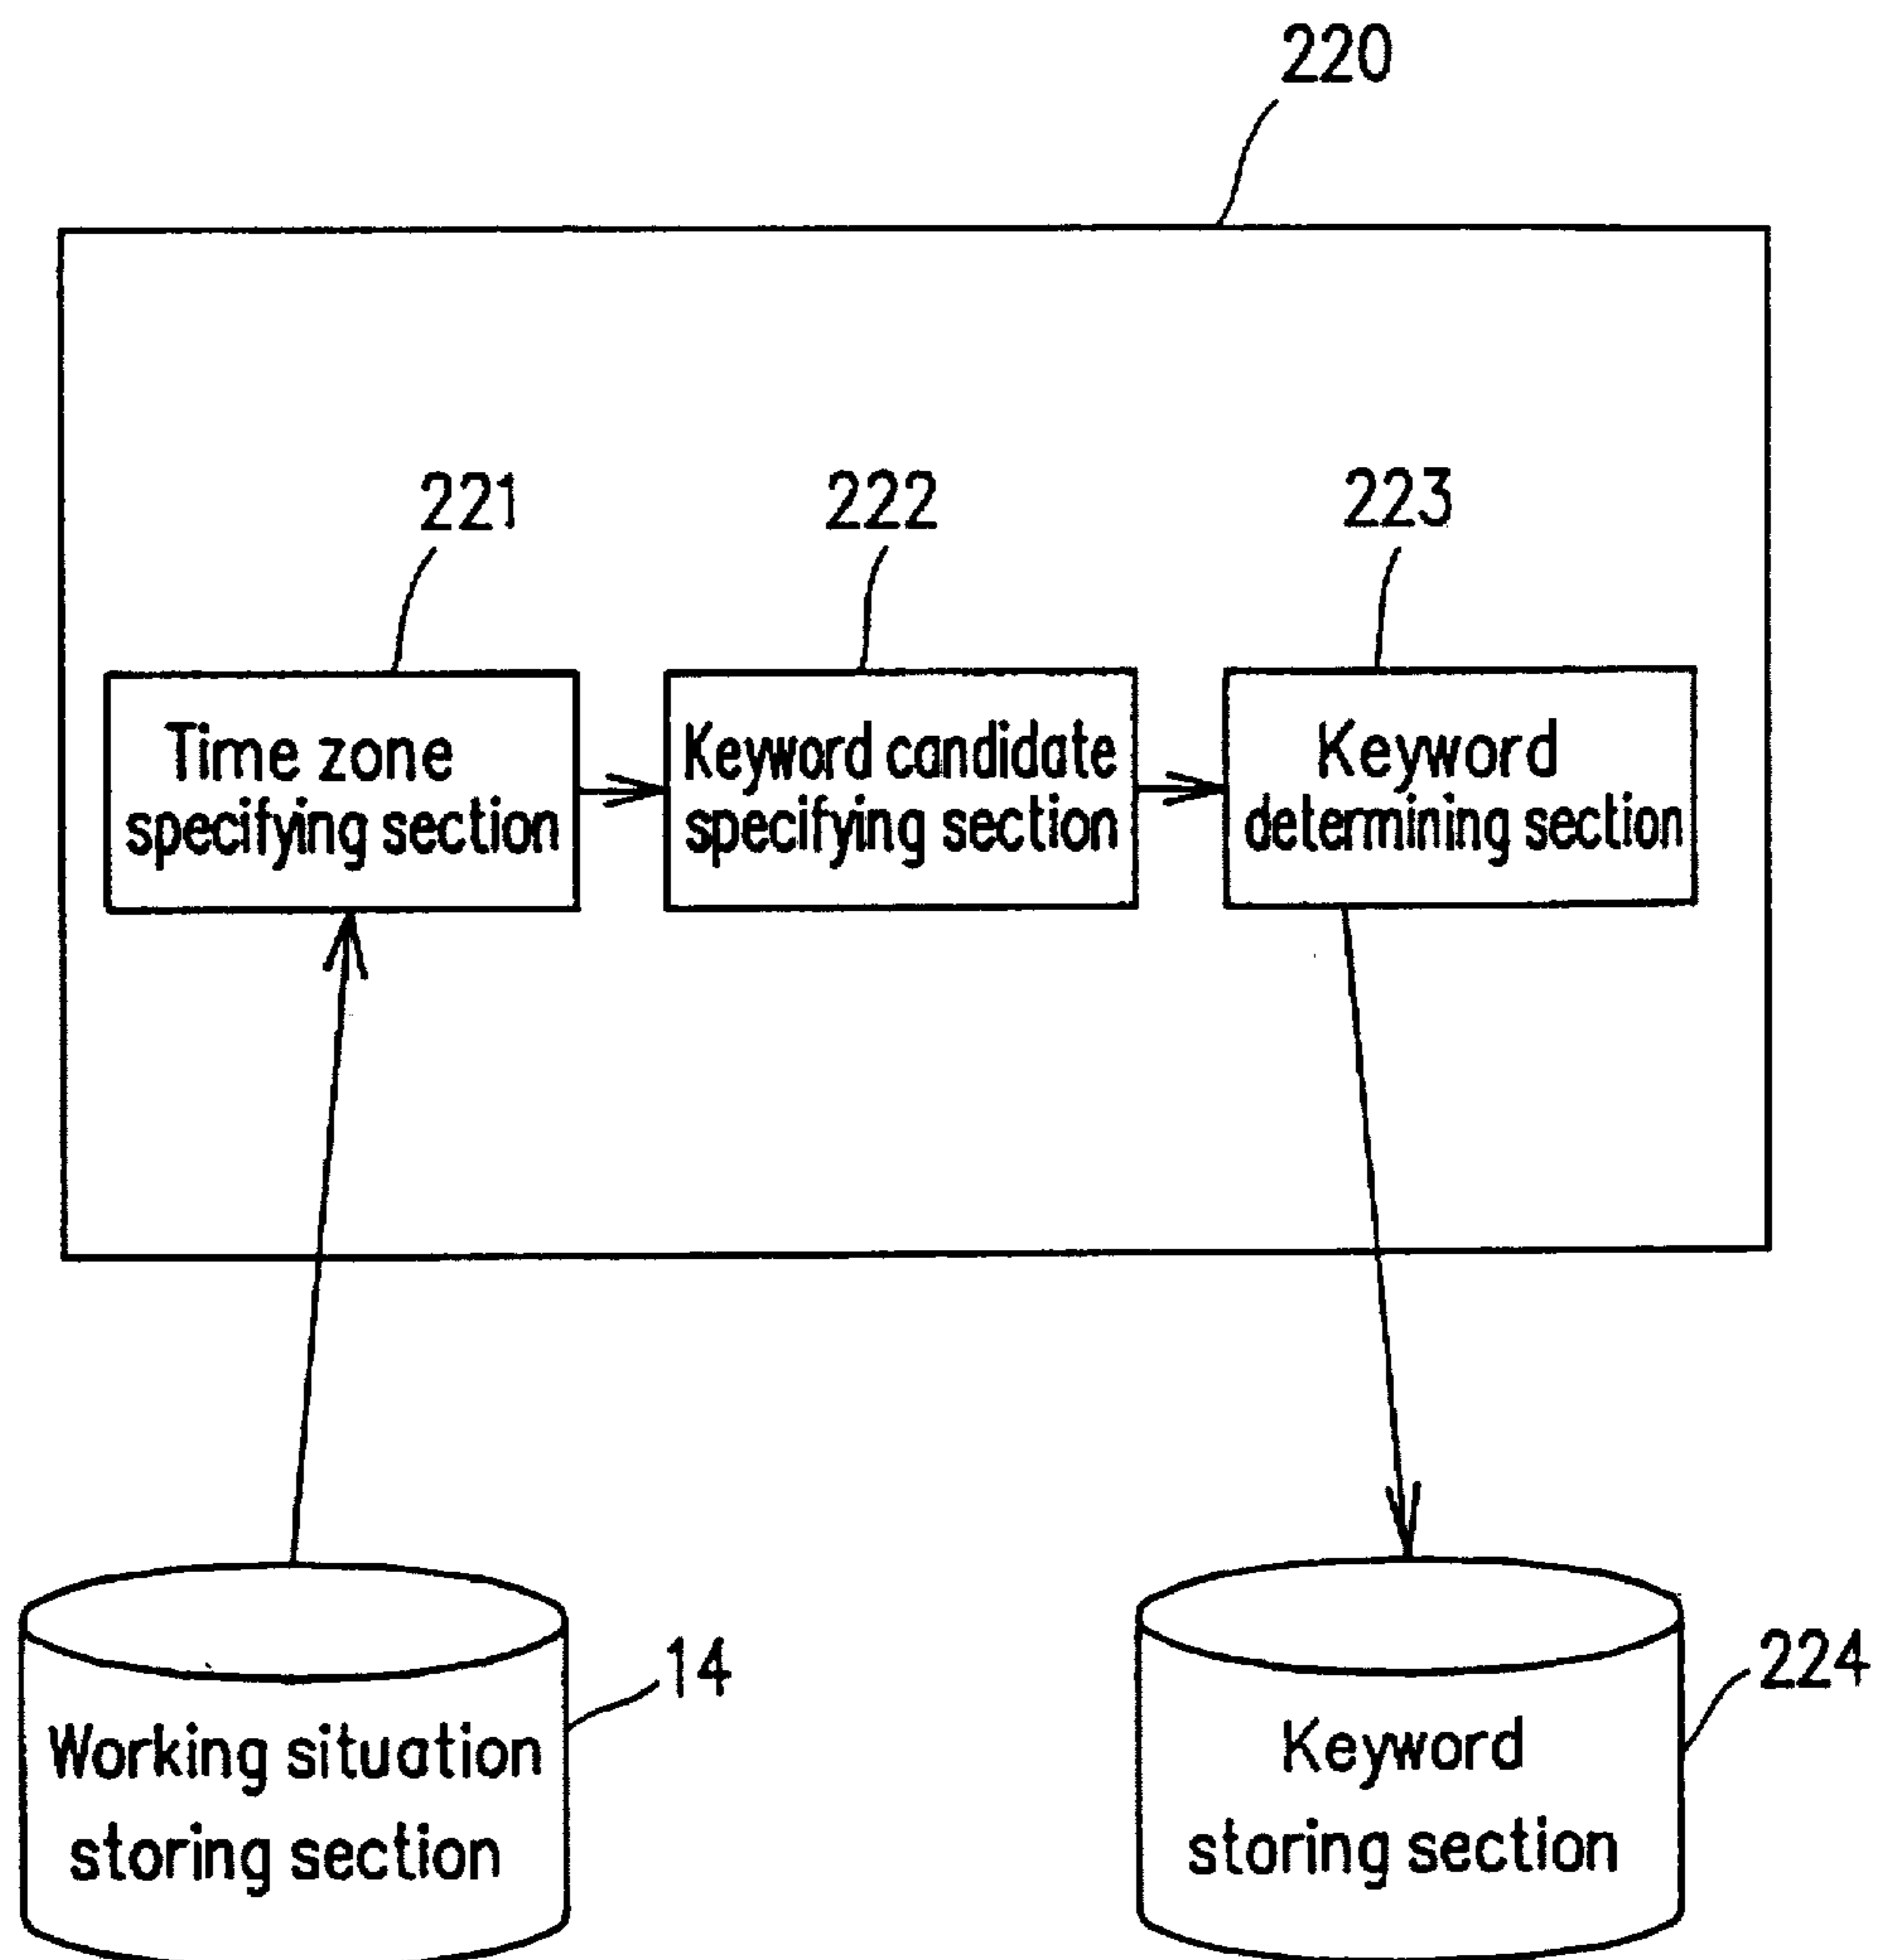 220
221
222
223
Time zone
specifying section
Keyword candidate
specifying section
Keyword
determining section
14
224
Working situation
storing section
Keyword
storing section